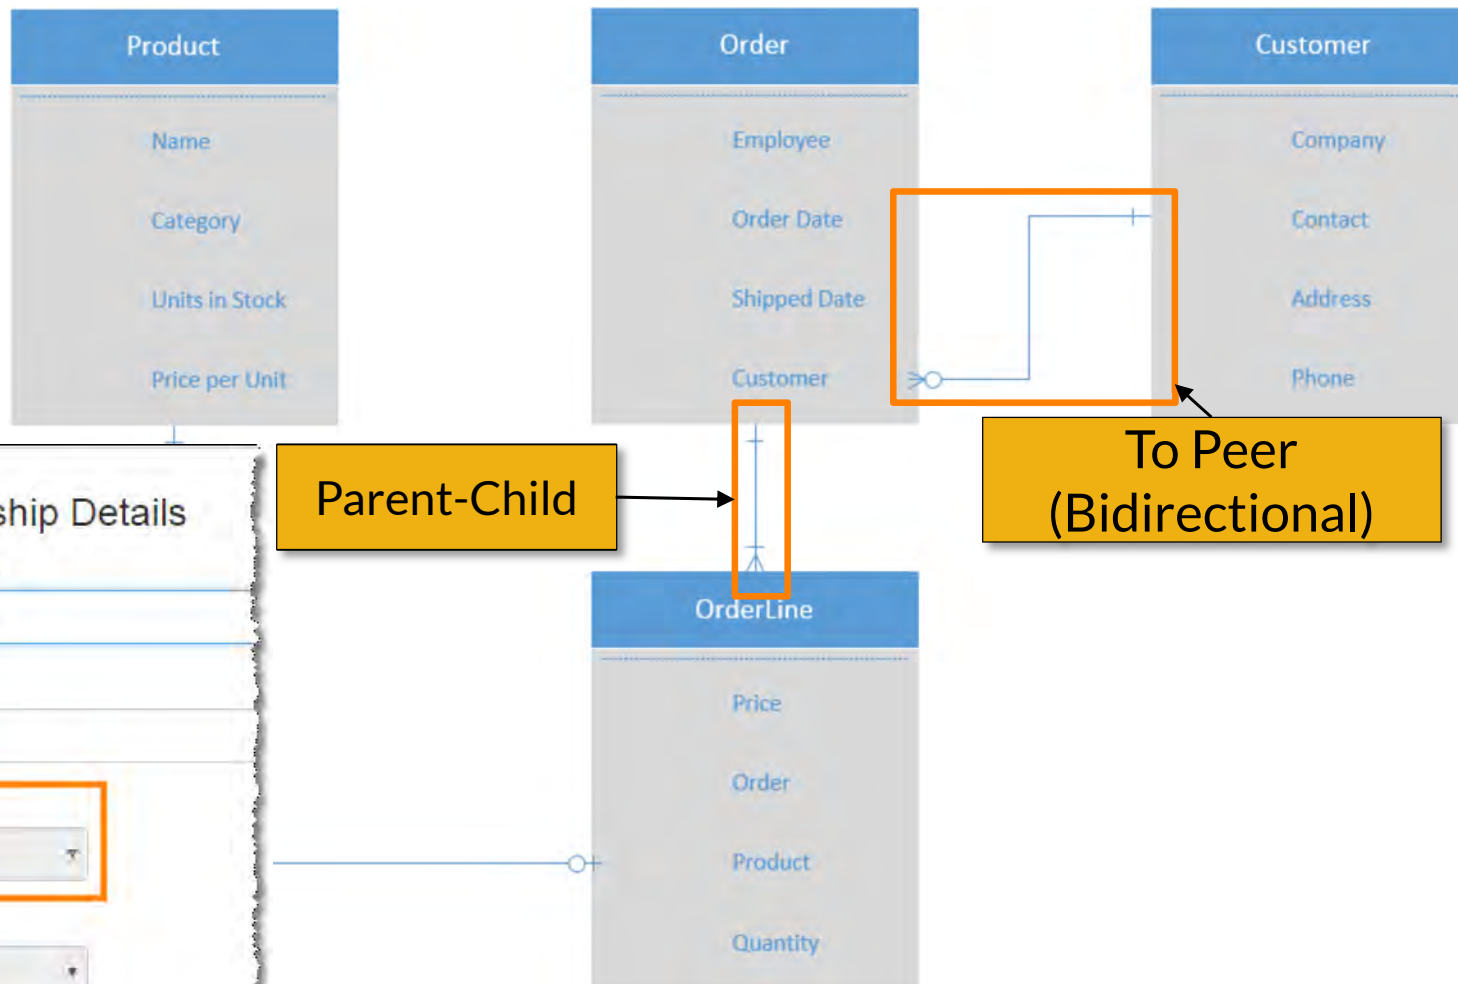 Product
Name
Category
Units in Stock
Price per Unit
Order
Employee
Order Date
Shipped Date
Customer
Customer
Company
Contact
Address
Phone
To Peer
(Bidirectional)
Parent-Child
ship Details
OrderLine
Price
Order
Product
Quantity